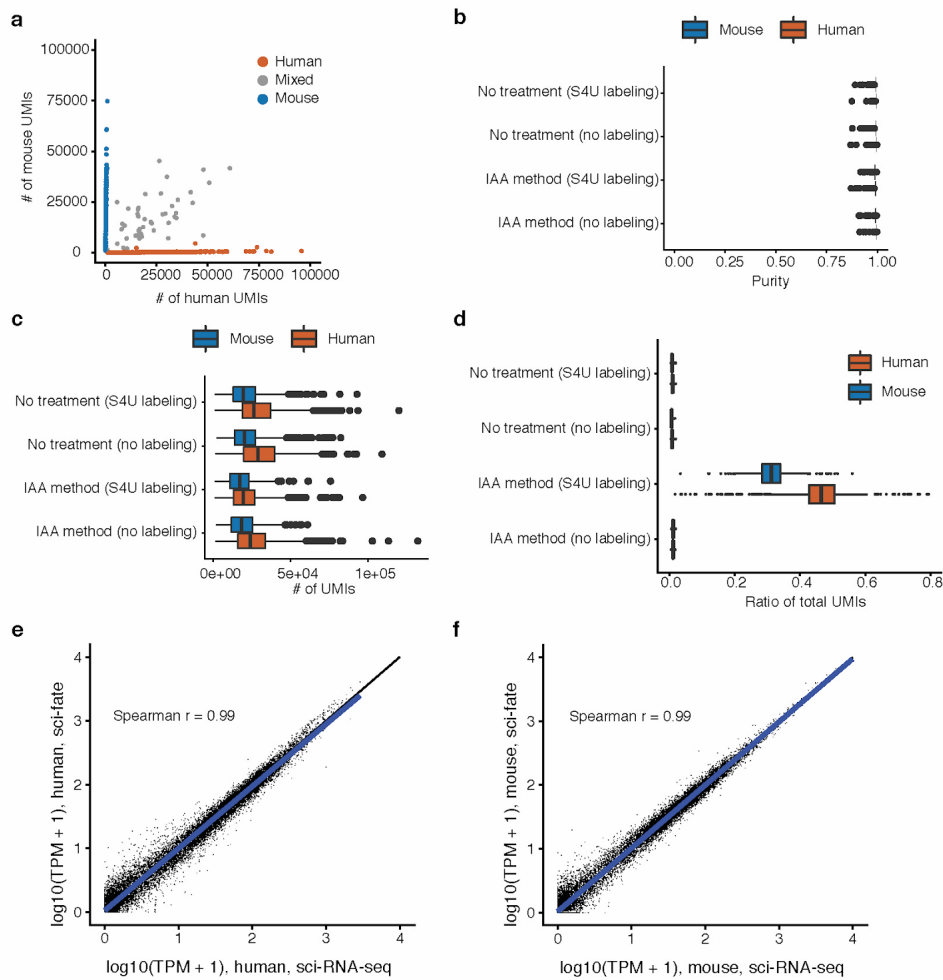 a
100000
75000
50000
25000
0
# of mouse UMIs
Human
Mixed
Mouse
0 25000 50000 75000 100000
# of human UMIs
b
Mouse Human
No treatment (S4U labeling)
No treatment (no labeling)
IAA method (S4U labeling)
IAA method (no labeling)
0.00 0.25 0.50 0.75 1.00
Purity
c
Mouse Human
No treatment (S4U labeling)
No treatment (no labeling)
IAA method (S4U labeling)
IAA method (no labeling)
0e+00 5e+04 1e+05
# of UMIs
d
Human
Mouse
No treatment (S4U labeling)
No treatment (no labeling)
IAA method (S4U labeling)
IAA method (no labeling)
0.0 0.2 0.4 0.6 0.8
Ratio of total UMIs
e
4
3
2
1
0
log10(TPM + 1), human, sci-fate
Spearman r = 0.99
0 1 2 3 4
log10(TPM + 1), human, sci-RNA-seq
f
4
3
2
1
0
log10(TPM + 1), mouse, sci-fate
Spearman r = 0.99
0 1 2 3 4
log10(TPM + 1), mouse, sci-RNA-seq